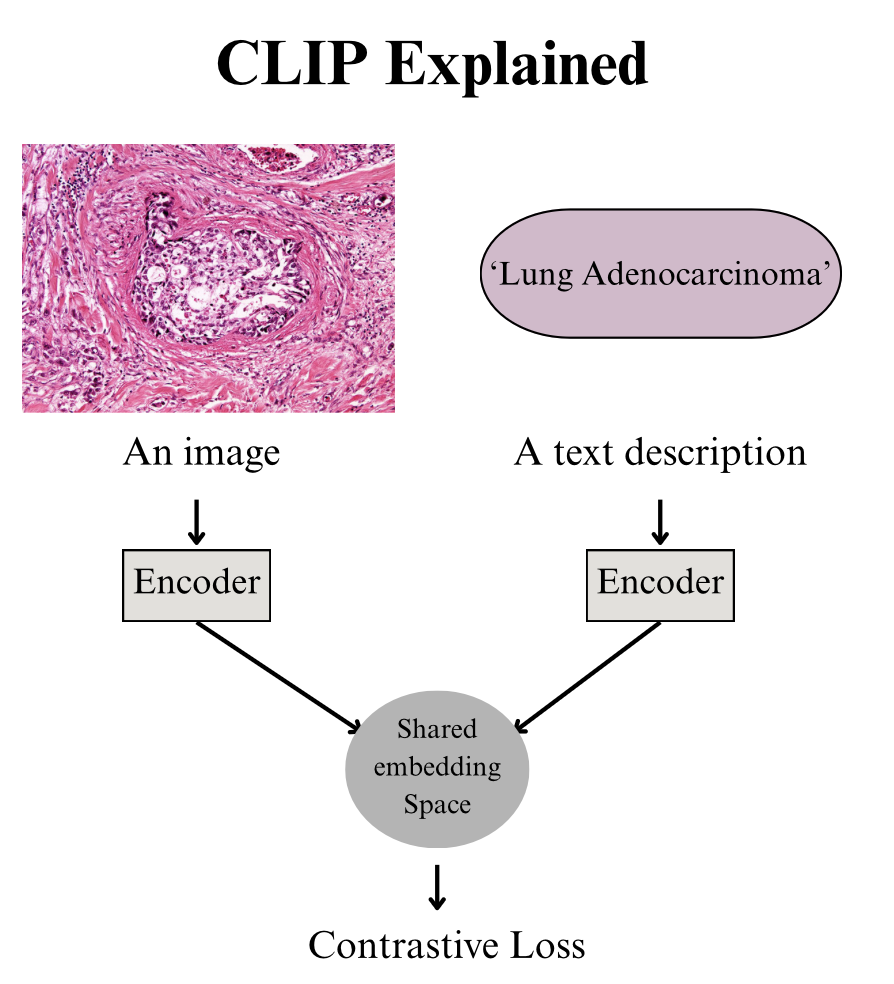 CLIP Explained
‘Lung Adenocarcinoma’
An image
A text description
Encoder
Encoder
Shared
embedding
Space
Contrastive Loss